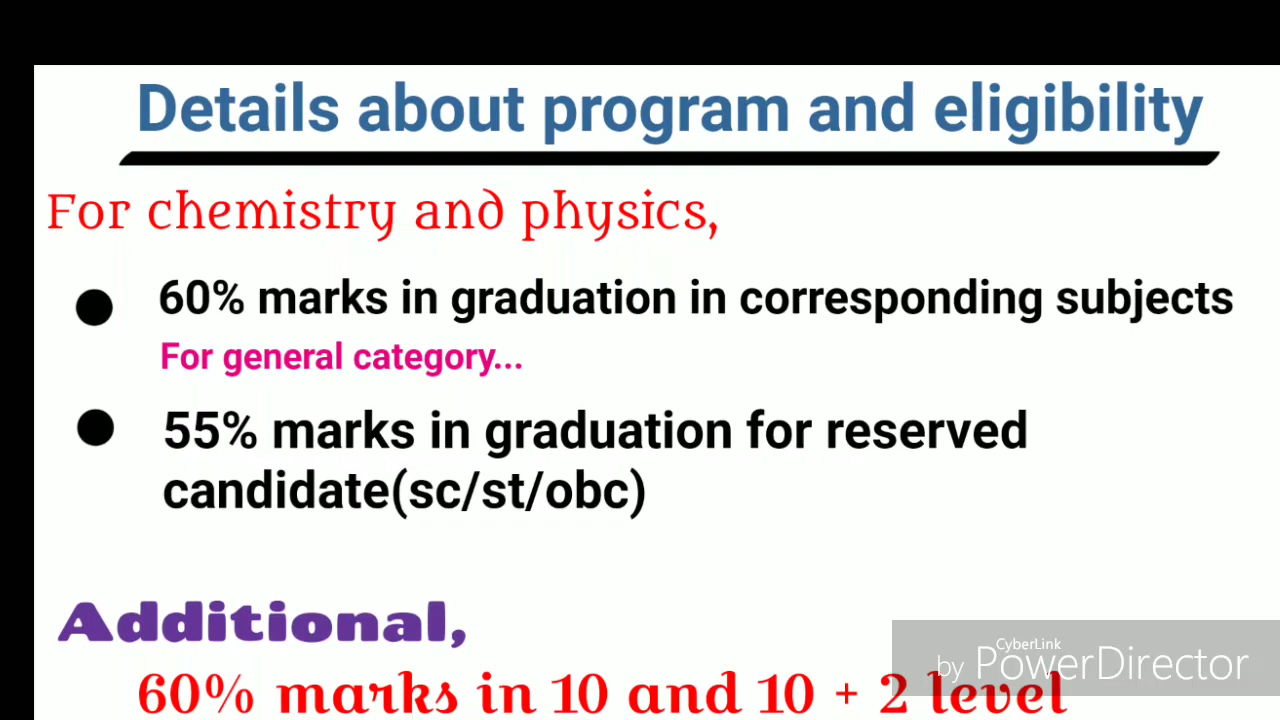 Details about program and eligibility
For chemistry and physics,
● 60% marks in graduation in corresponding subjects
For general category...
● 55% marks in graduation for reserved
candidate(sc/st/obc)
Additional,
60% marks in 10 and 10 + 2 level
CyberLink
by PowerDirector